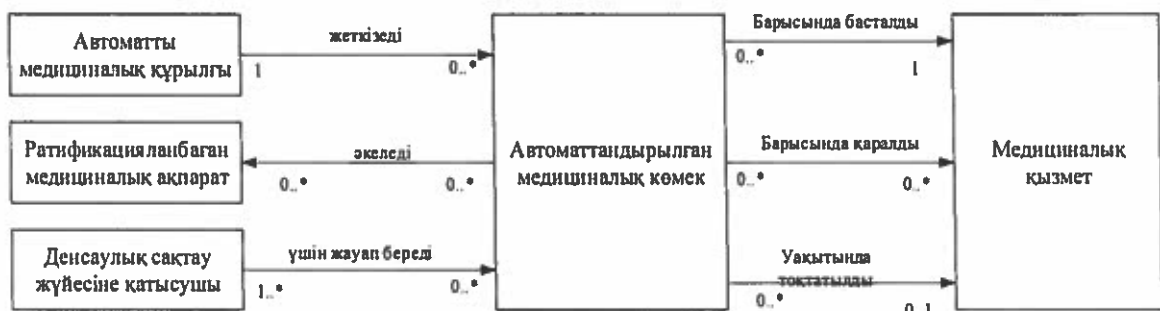 Автоматты
медициналық құрылғы
жеткізеді
1
0..*
Ратификацияланбаған
медициналық ақпарат
әкеледі
0..*
0..*
Денсаулық сақтау
жүйесіне қатысушы
үшін жауап береді
1..*
0..*
Автоматтандырылған
медициналық көмек
Барысында басталды
0..*
1
Барысында қаралды
0..*
0..*
Уақытында
тоқтатылды
0..*
0..1
Медициналық
қызмет